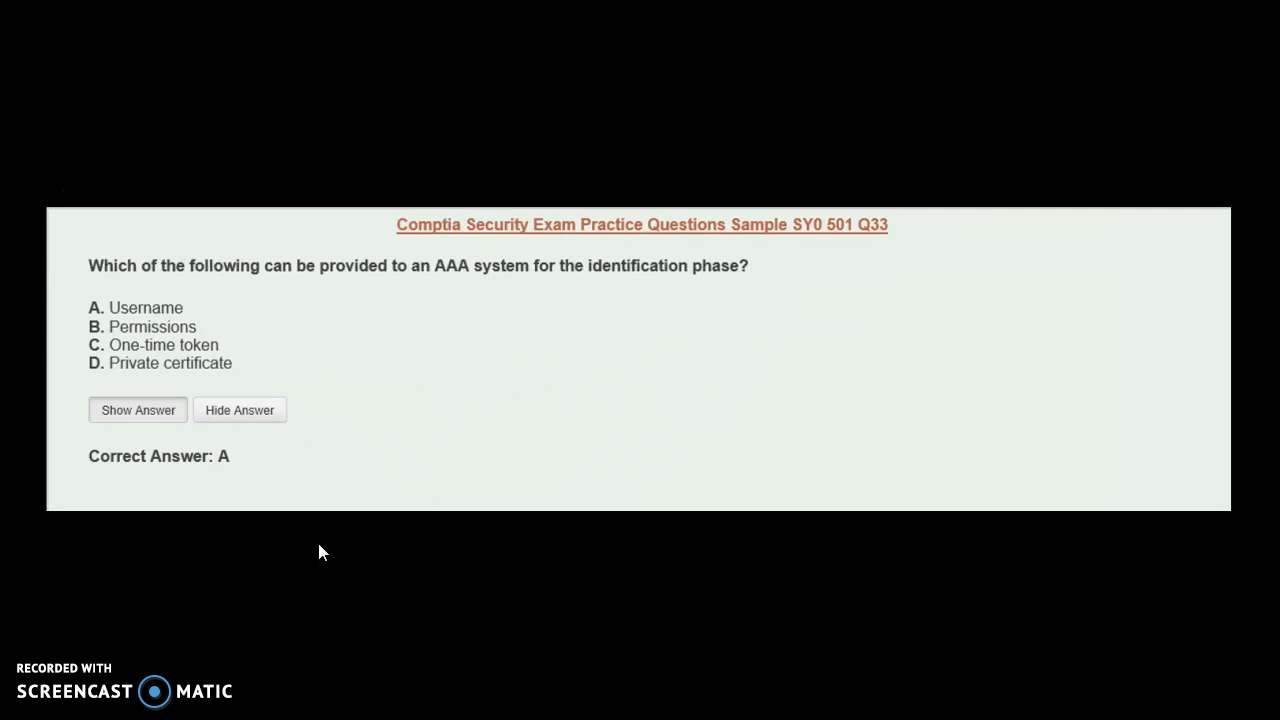 Comptia Security Exam Practice Questions Sample SY0 501 Q33
Which of the following can be provided to an AAA system for the identification phase?
A. Username
B. Permissions
C. One-time token
D. Private certificate
Show Answer Hide Answer
Correct Answer: A
RECORDED WITH
SCREENCAST MATIC